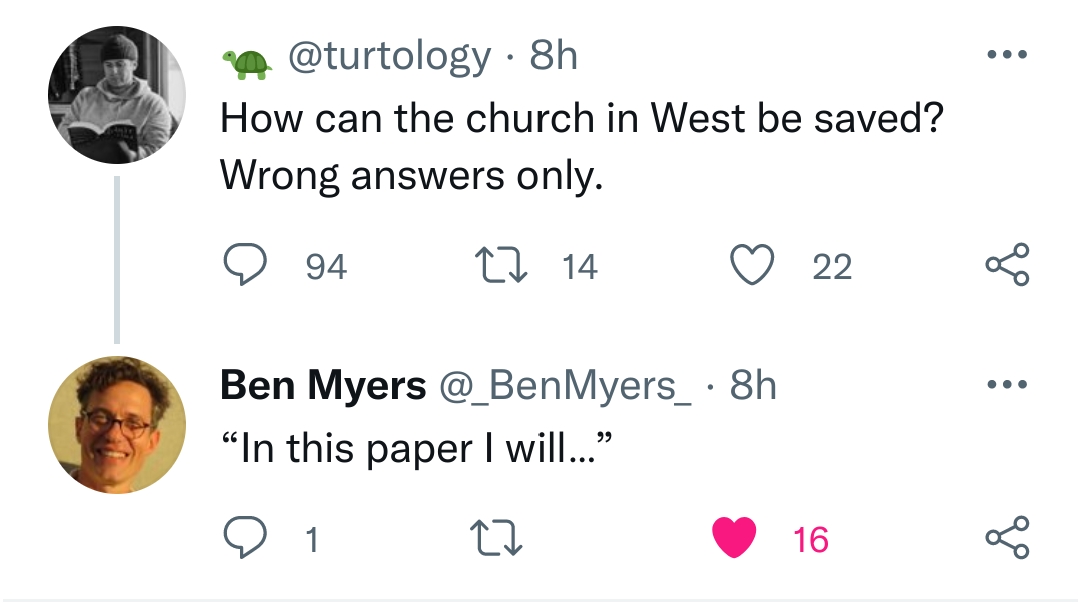 🐢 @turtology · 8h
How can the church in West be saved?
Wrong answers only.
94 14 22
Ben Myers @_BenMyers_ · 8h
“In this paper I will...”
1 16